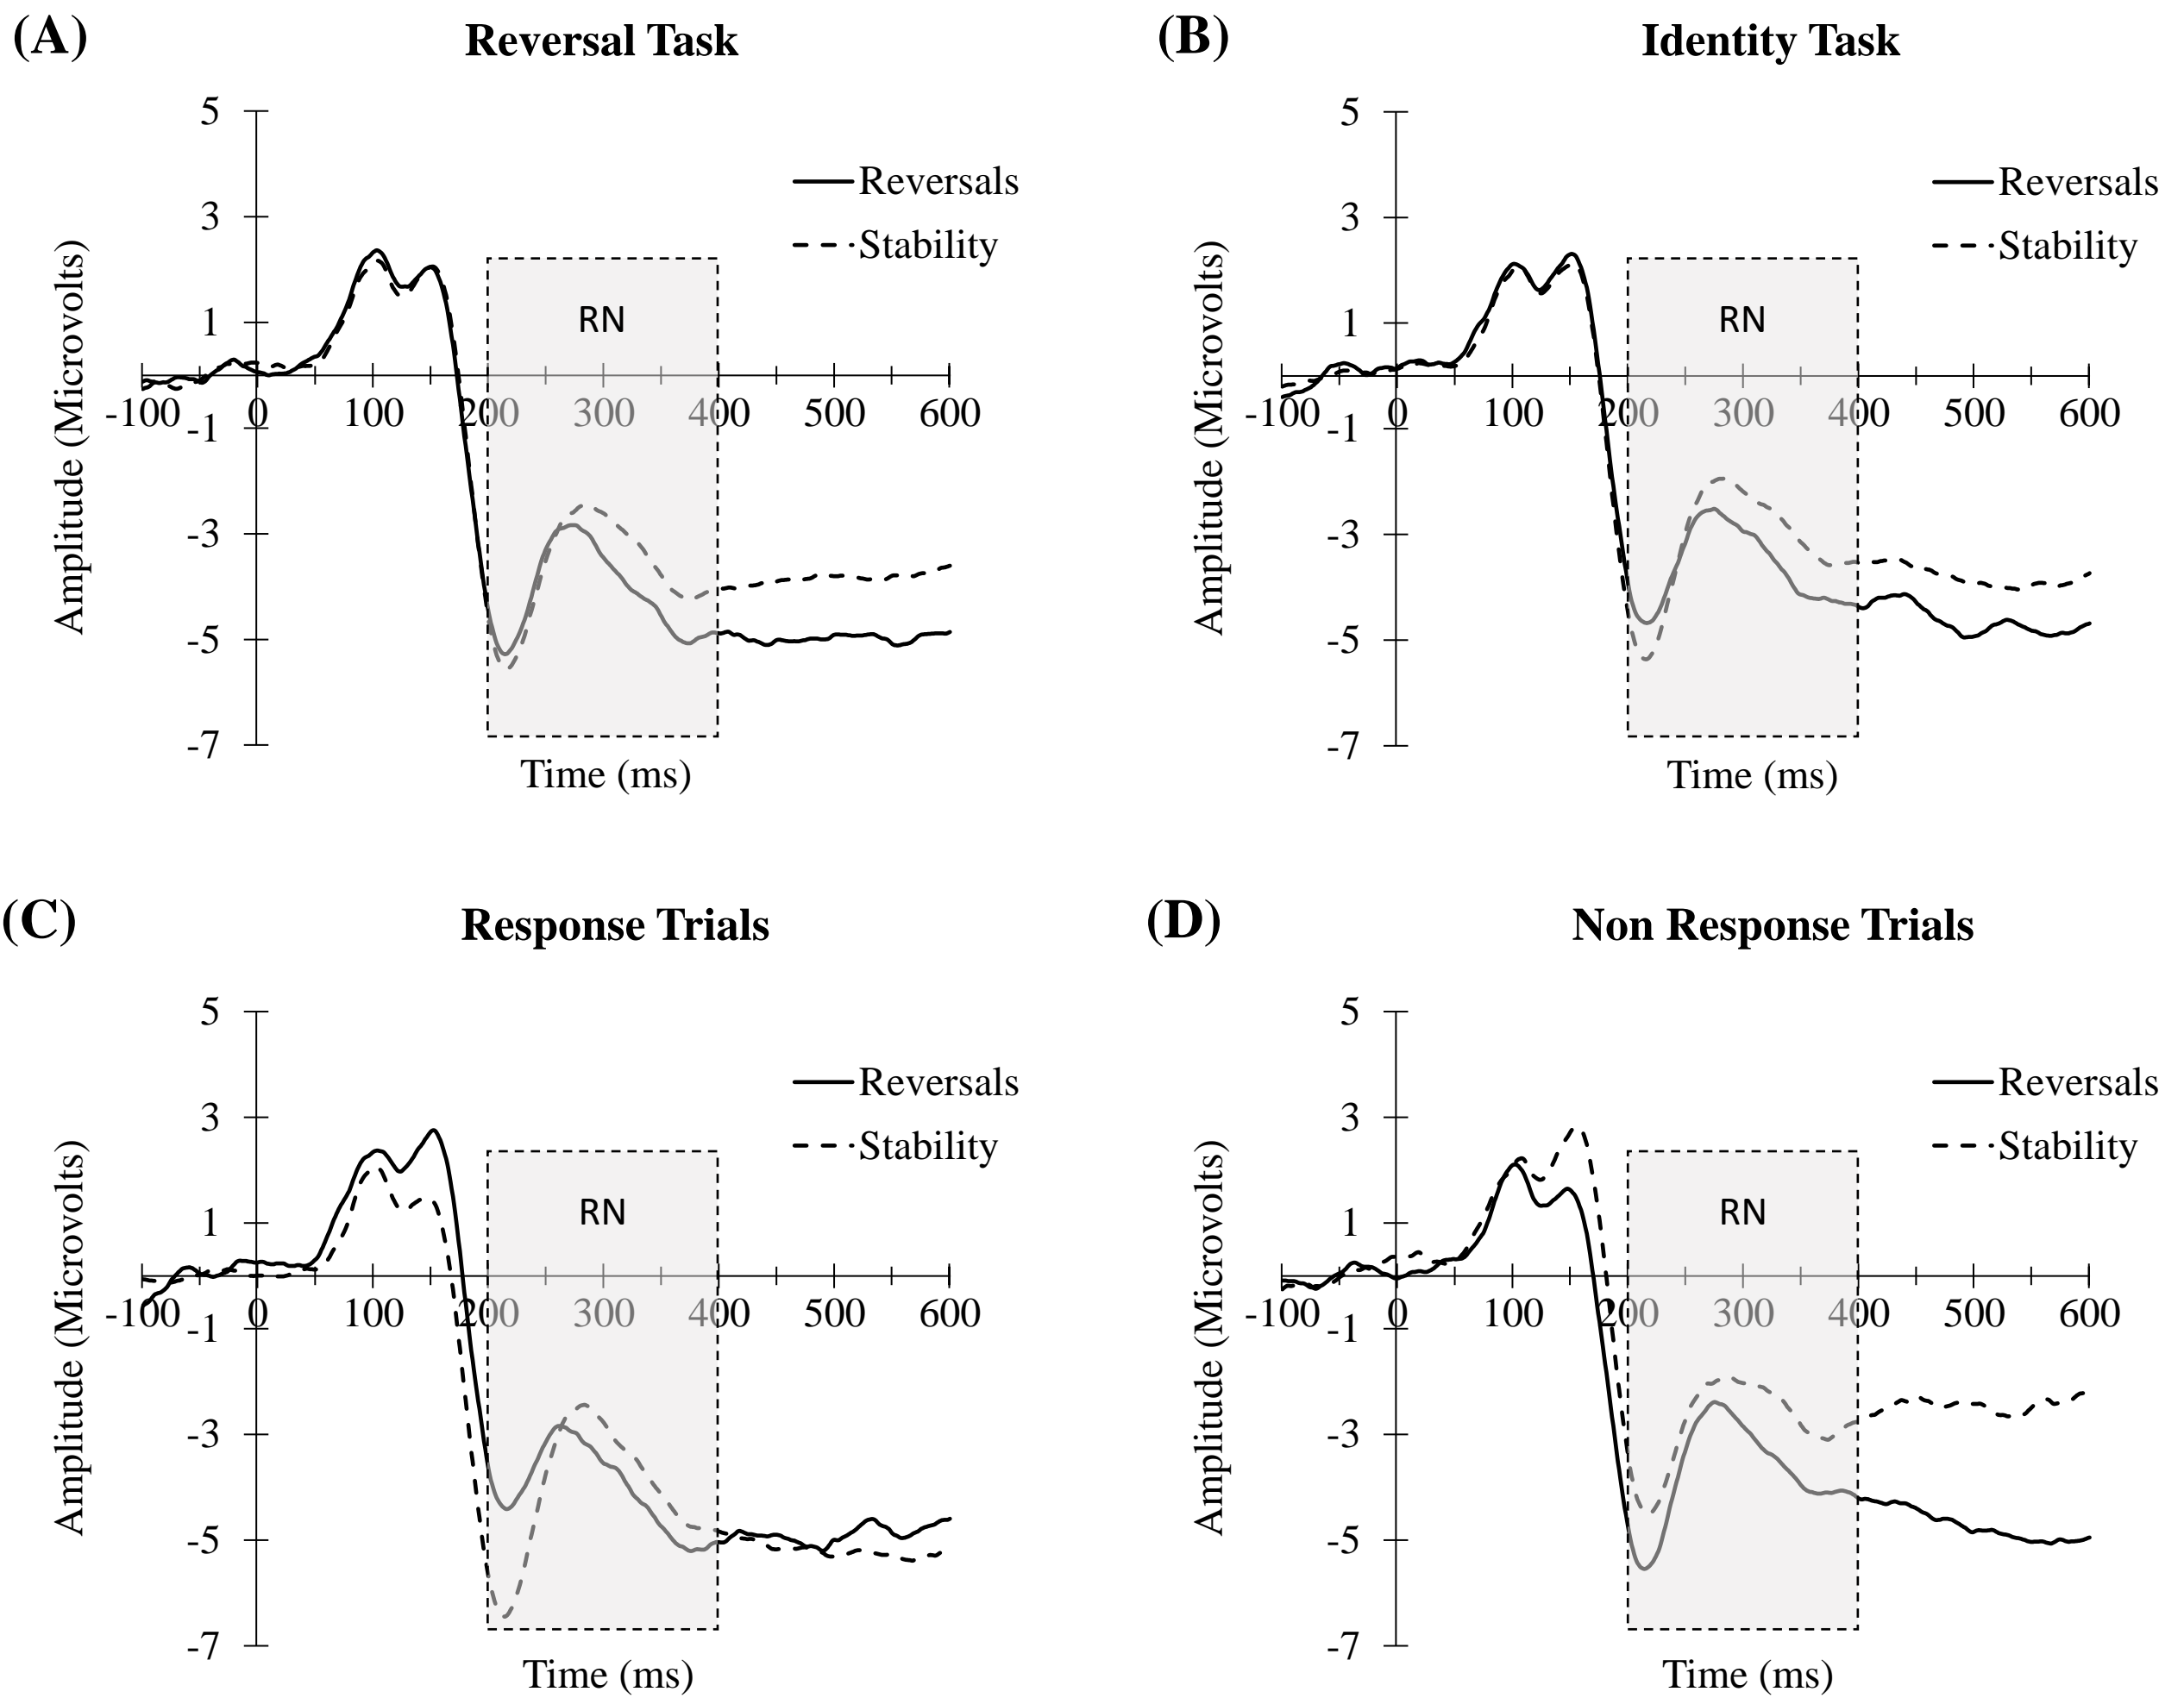 (A) Reversal Task
5
Reversals
3
Stability
RN
1
-100 0 100 200 300 400 500 600
-1
-3
-5
-7
Amplitude (Microvolts)
Time (ms)
(B) Identity Task
5
Reversals
3
Stability
RN
1
-100 0 100 200 300 400 500 600
-1
-3
-5
-7
Amplitude (Microvolts)
Time (ms)
(C) Response Trials
5
Reversals
3
Stability
RN
1
-100 0 100 200 300 400 500 600
-1
-3
-5
-7
Amplitude (Microvolts)
Time (ms)
(D) Non Response Trials
5
Reversals
3
Stability
RN
1
-100 0 100 200 300 400 500 600
-1
-3
-5
-7
Amplitude (Microvolts)
Time (ms)